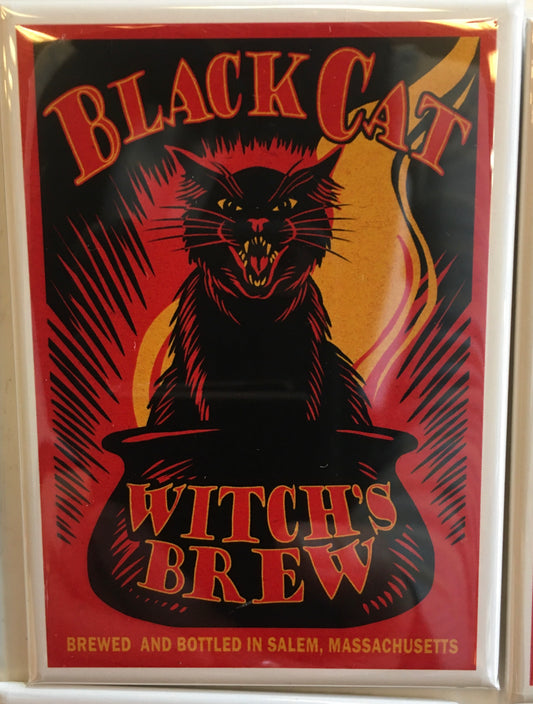 BLACK CAT
WITCH'S
BREW
BREWED AND BOTTLED IN SALEM, MASSACHUSETTS